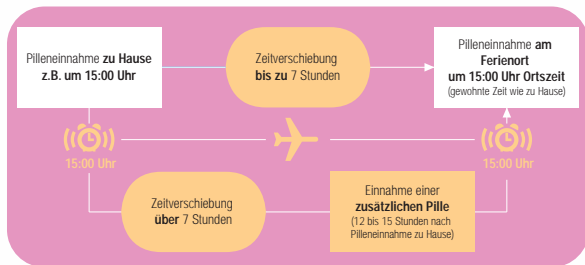 Pilleneinnahme zu Hause
z.B. um 15:00 Uhr
Zeitverschiebung
bis zu 7 Stunden
Pilleneinnahme am
Ferienort
um 15:00 Uhr Ortszeit
(gewohnte Zeit wie zu Hause)
15:00 Uhr
15:00 Uhr
Zeitverschiebung
über 7 Stunden
Einnahme einer
zusätzlichen Pille
(12 bis 15 Stunden nach
Pilleneinnahme zu Hause)